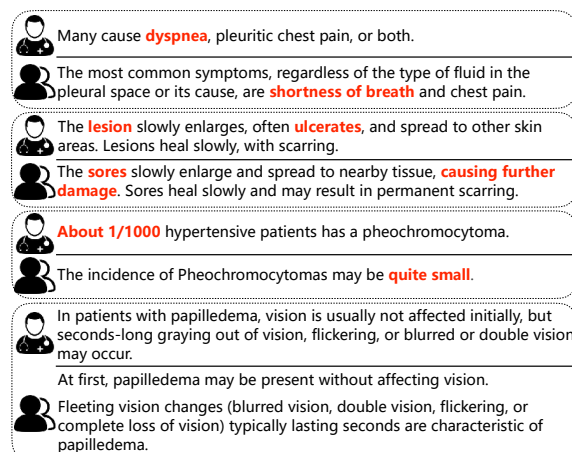 Many cause dyspnea, pleuritic chest pain, or both.
The most common symptoms, regardless of the type of fluid in the
pleural space or its cause, are shortness of breath and chest pain.
The lesion slowly enlarges, often ulcerates, and spread to other skin
areas. Lesions heal slowly, with scarring.
The sores slowly enlarge and spread to nearby tissue, causing further
damage. Sores heal slowly and may result in permanent scarring.
About 1/1000 hypertensive patients has a pheochromocytoma.
The incidence of Pheochromocytomas may be quite small.
In patients with papilledema, vision is usually not affected initially, but
seconds-long graying out of vision, flickering, or blurred or double vision
may occur.
At first, papilledema may be present without affecting vision.
Fleeting vision changes (blurred vision, double vision, flickering, or
complete loss of vision) typically lasting seconds are characteristic of
papilledema.